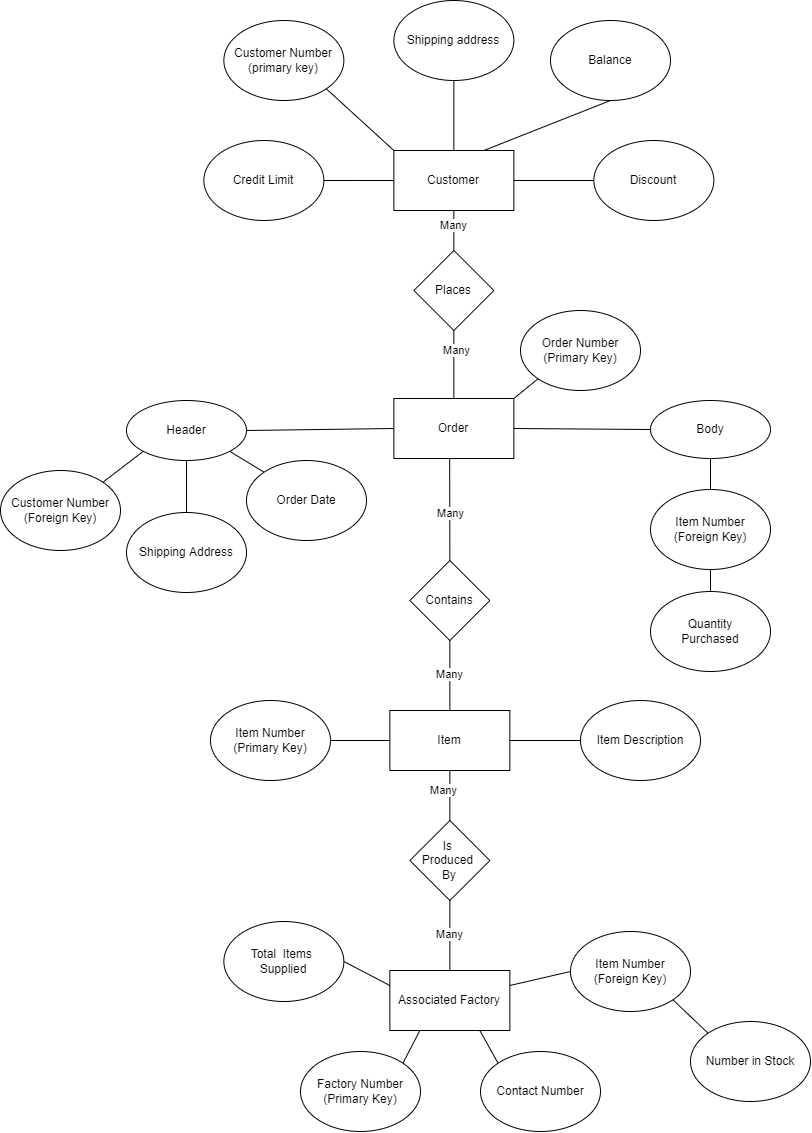 Shipping address
Customer Number
(primary key)
Balance
Credit Limit
Customer
Discount
Many
Places
Many
Order Number
(Primary Key)
Header
Order
Body
Customer Number
(Foreign Key)
Order Date
Shipping Address
Many
Item Number
(Foreign Key)
Contains
Quantity
Purchased
Many
Item Number
(Primary Key)
Item
Item Description
Many
Is
Produced
By
Many
Total  Items
Supplied
Item Number
(Foreign Key)
Associated Factory
Number in Stock
Factory Number
(Primary Key)
Contact Number